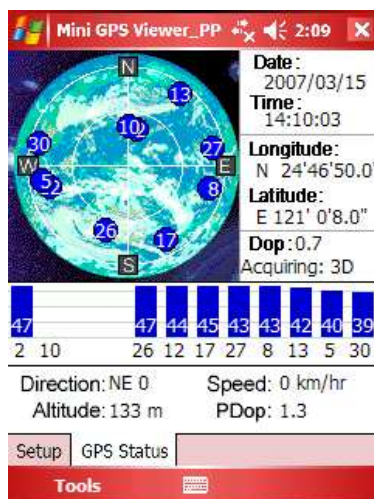 Mini GPS Viewer_PP 2:09
N
13
10 2
27
30
W
E
5 2
8
26
17
S
Date:
2007/03/15
Time:
14:10:03
Longitude:
N 24'46'50.0'
Latitude:
E 121' 0'8.0"
Dop:0.7
Acquiring: 3D
47 47 44 45 43 43 42 40 39
2 10 26 12 17 27 8 13 5 30
Direction: NE 0 Speed: 0 km/hr
Altitude: 133 m PDop: 1.3
Setup GPS Status
Tools